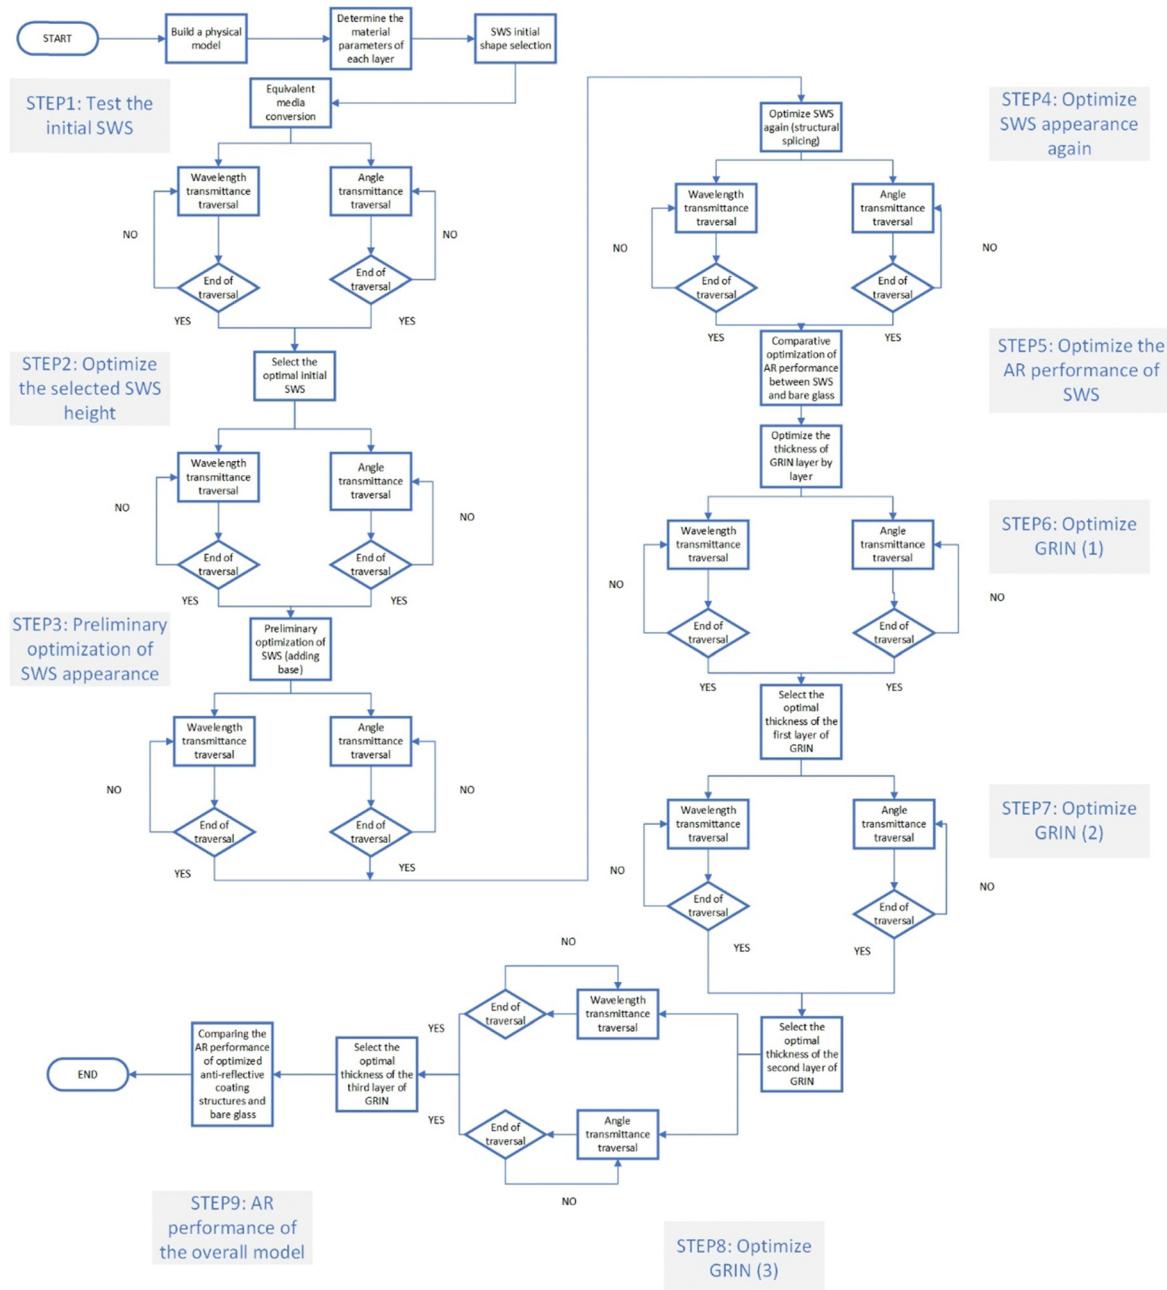 START
Build a physical
model
Determine the
material
parameters of
each layer
SWS initial
shape selection
STEP1: Test the
initial SWS
Equivalent
media
conversion
Wavelength
transmittance
traversal
Angle
transmittance
traversal
NO
NO
End of
traversal
End of
traversal
YES
YES
STEP2: Optimize
the selected SWS
height
Select the
optimal initial
SWS
Wavelength
transmittance
traversal
Angle
transmittance
traversal
NO
NO
End of
traversal
End of
traversal
YES
YES
STEP3: Preliminary
optimization of
SWS appearance
Preliminary
optimization of
SWS (adding
base)
Wavelength
transmittance
traversal
Angle
transmittance
traversal
NO
NO
End of
traversal
End of
traversal
YES
YES
STEP4: Optimize
SWS appearance
again
Optimize SWS
again (structural
splicing)
Wavelength
transmittance
traversal
Angle
transmittance
traversal
NO
NO
End of
traversal
End of
traversal
YES
YES
STEP5: Optimize the
AR performance of
SWS
Comparative
optimization of
AR performance
between SWS
and bare glass
Optimize the
thickness of
GRIN layer by
layer
STEP6: Optimize
GRIN (1)
Wavelength
transmittance
traversal
Angle
transmittance
traversal
NO
NO
End of
traversal
End of
traversal
YES
YES
Select the
optimal
thickness of the
first layer of
GRIN
STEP7: Optimize
GRIN (2)
Wavelength
transmittance
traversal
Angle
transmittance
traversal
NO
NO
End of
traversal
End of
traversal
YES
YES
Select the
optimal
thickness of the
second layer of
GRIN
NO
Wavelength
transmittance
traversal
End of
traversal
YES
Angle
transmittance
traversal
End of
traversal
YES
NO
Select the
optimal
thickness of the
third layer of
GRIN
Comparing the
AR performance
of optimized
anti-reflective
coating
structures and
bare glass
END
STEP9: AR
performance of
the overall model
STEP8: Optimize
GRIN (3)